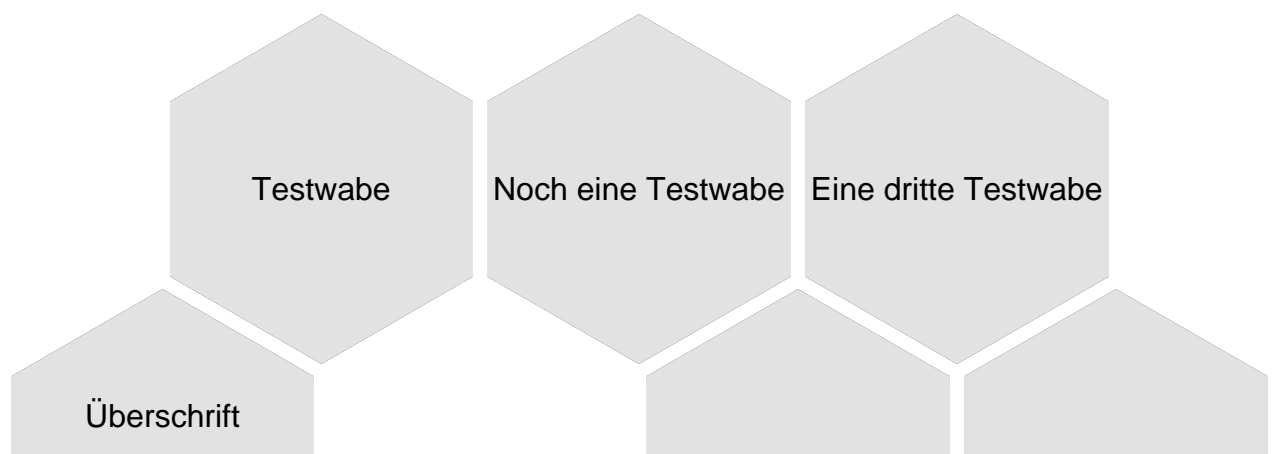 Testwabe
Noch eine Testwabe
Eine dritte Testwabe
Überschrift